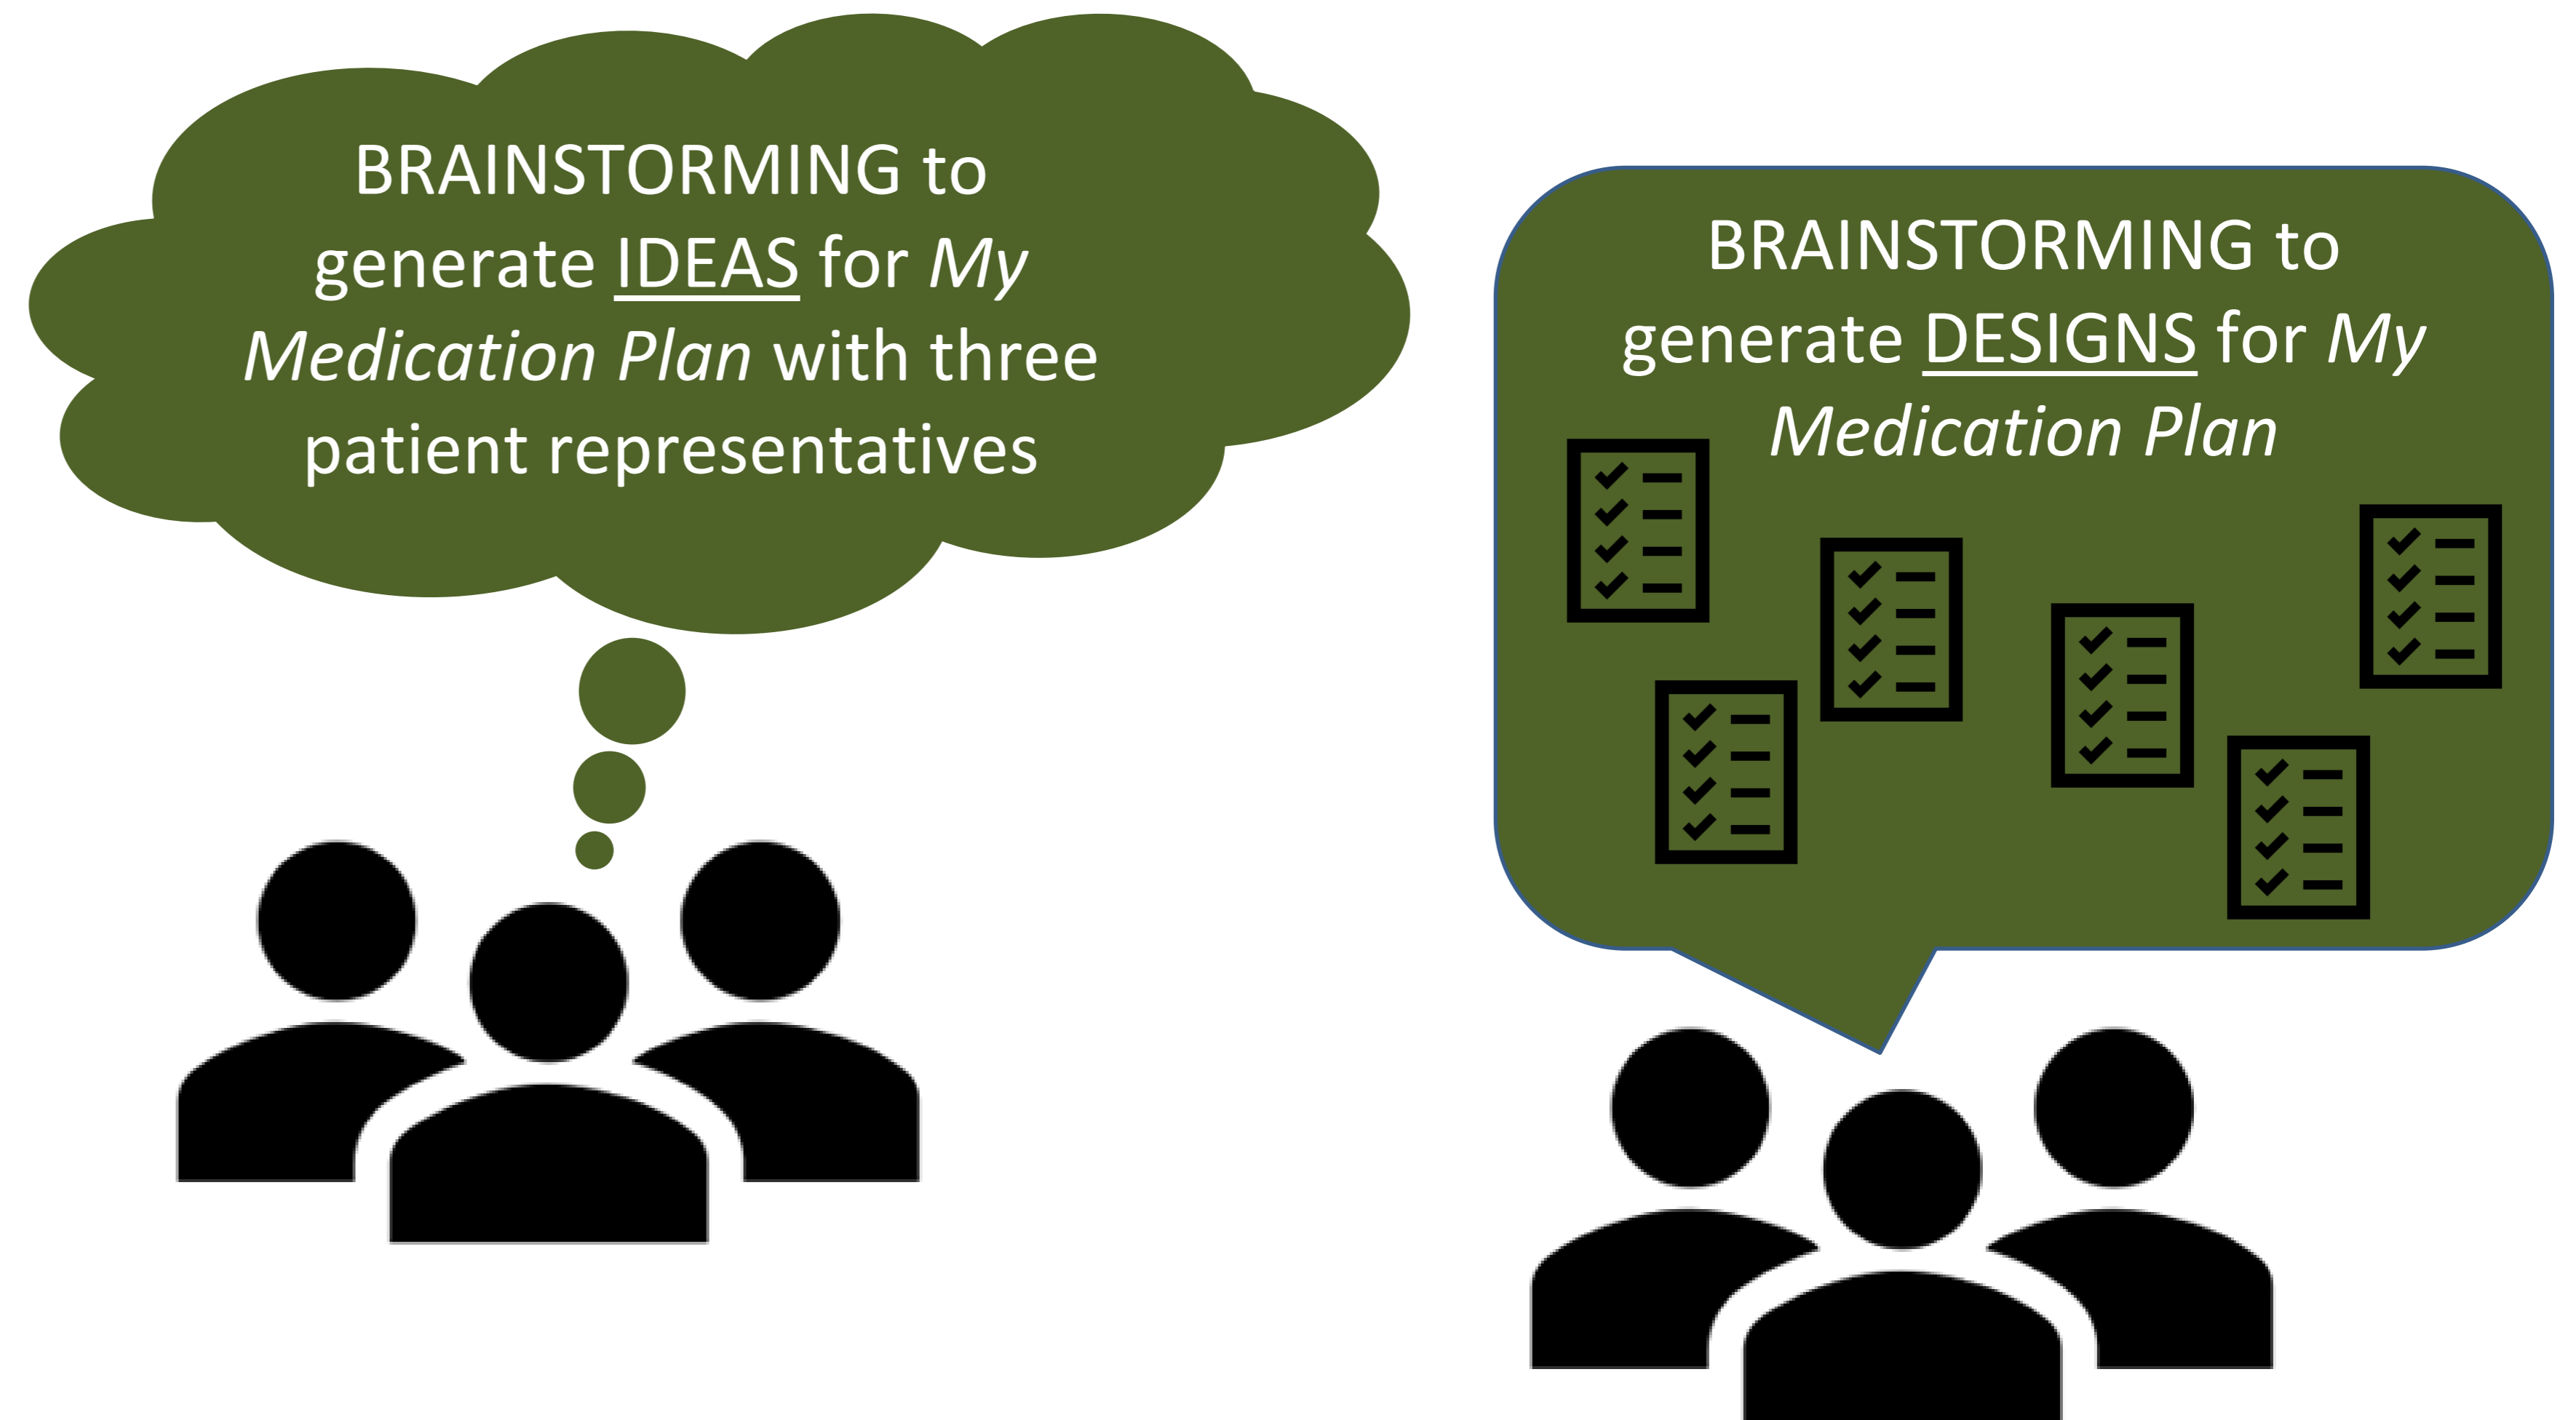 BRAINSTORMING to
generate IDEAS for My
Medication Plan with three
patient representatives
BRAINSTORMING to
generate DESIGNS for My
Medication Plan